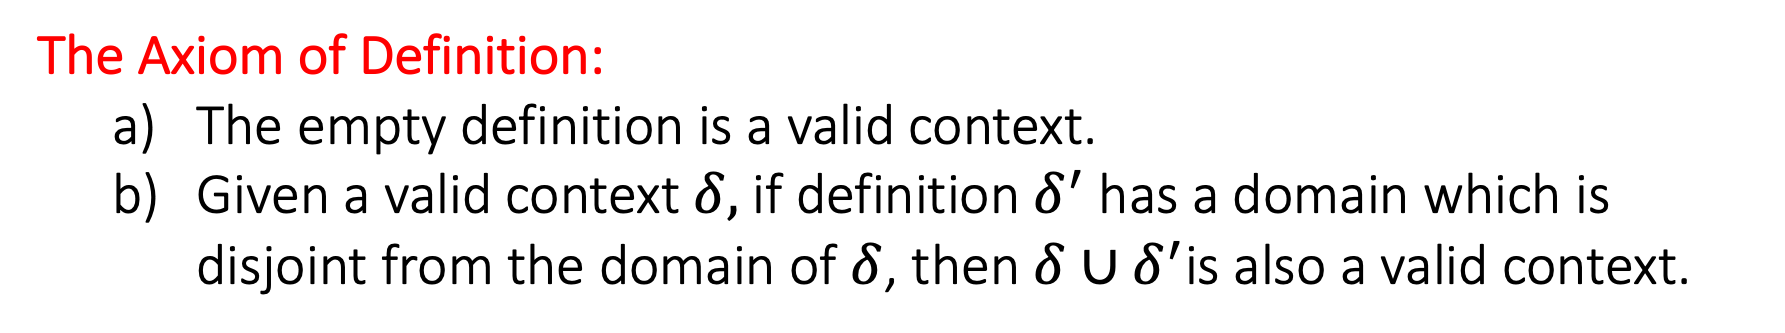 The Axiom of Definition:
a) The empty definition is a valid context.
b) Given a valid context δ, if definition δ′ has a domain which is
disjoint from the domain of δ, then δ ∪ δ′is also a valid context.